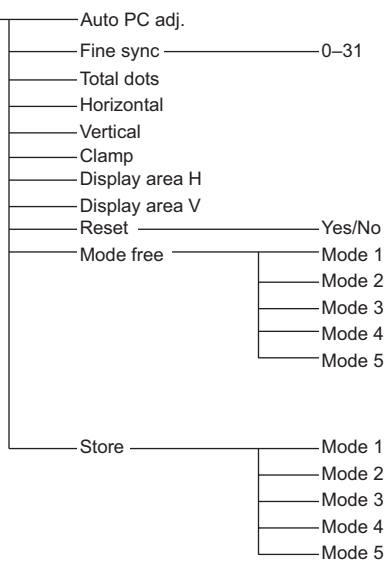 Auto PC adj.
Fine sync 0–31
Total dots
Horizontal
Vertical
Clamp
Display area H
Display area V
Reset Yes/No
Mode free Mode 1
Mode 2
Mode 3
Mode 4
Mode 5
Store Mode 1
Mode 2
Mode 3
Mode 4
Mode 5